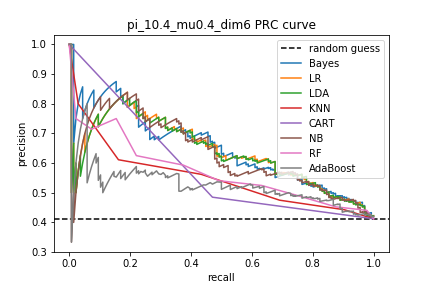 pi_10.4_mu0.4_dim6 PRC curve
1.0
0.9
0.8
0.7
0.6
0.5
0.4
0.3
precision
random guess
Bayes
LR
LDA
KNN
CART
NB
RF
AdaBoost
0.0 0.2 0.4 0.6 0.8 1.0
recall